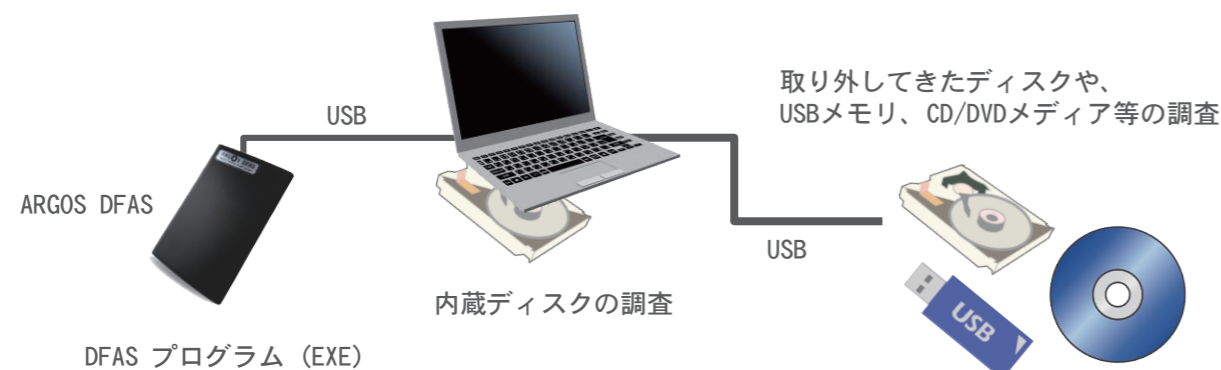 取り外してきたディスクや、
USBメモリ、CD/DVDメディア等の調査
USB
ARGOS DFAS
USB
内蔵ディスクの調査
USB
DFAS プログラム (EXE)